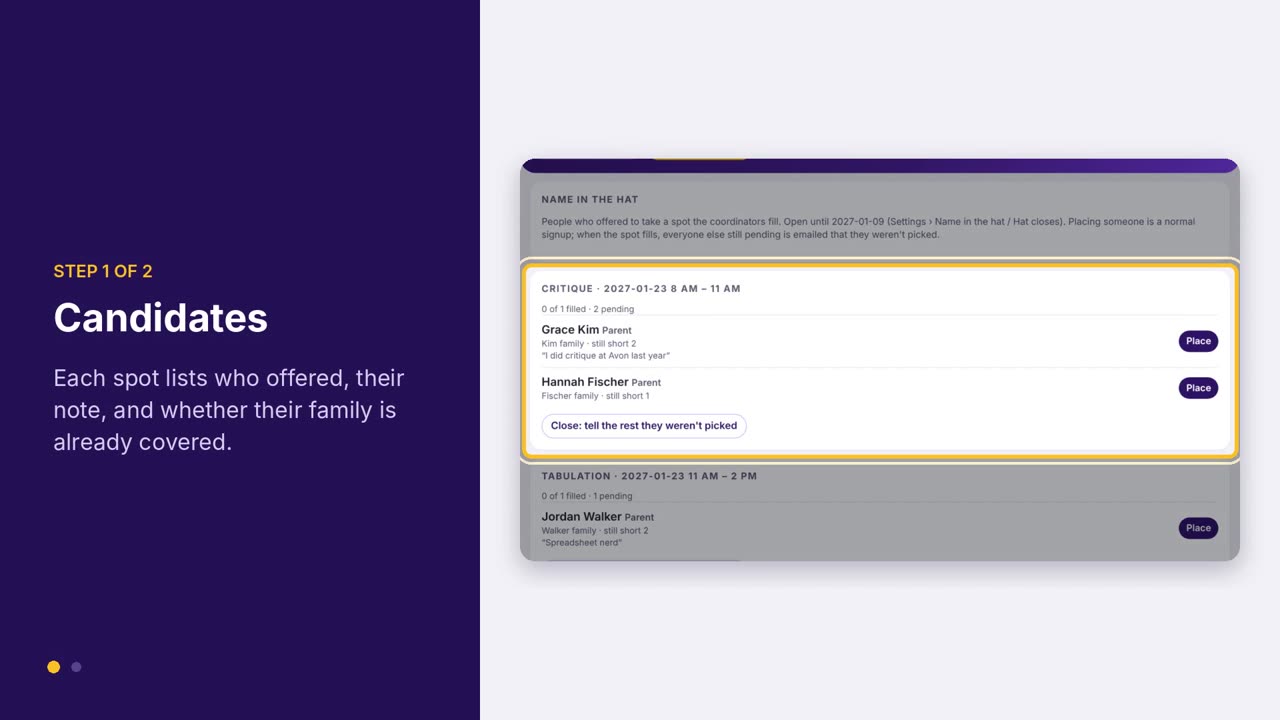 STEP 1 OF 2
Candidates
Each spot lists who offered, their
note, and whether their family is
already covered.
NAME IN THE HAT
People who offered to take a spot the coordinators fill. Open until 2027-01-09 (Settings › Name in the hat / Hat closes). Placing someone is a normal
signup; when the spot fills, everyone else still pending is emailed that they weren't picked.
CRITIQUE · 2027-01-23 8 AM – 11 AM
0 of 1 filled · 2 pending
Grace Kim Parent
Kim family · still short 2
"I did critique at Avon last year"
Place
Hannah Fischer Parent
Fischer family · still short 1
Place
Close: tell the rest they weren't picked
TABULATION · 2027-01-23 11 AM – 2 PM
0 of 1 filled · 1 pending
Jordan Walker Parent
Walker family · still short 2
"Spreadsheet nerd"
Place